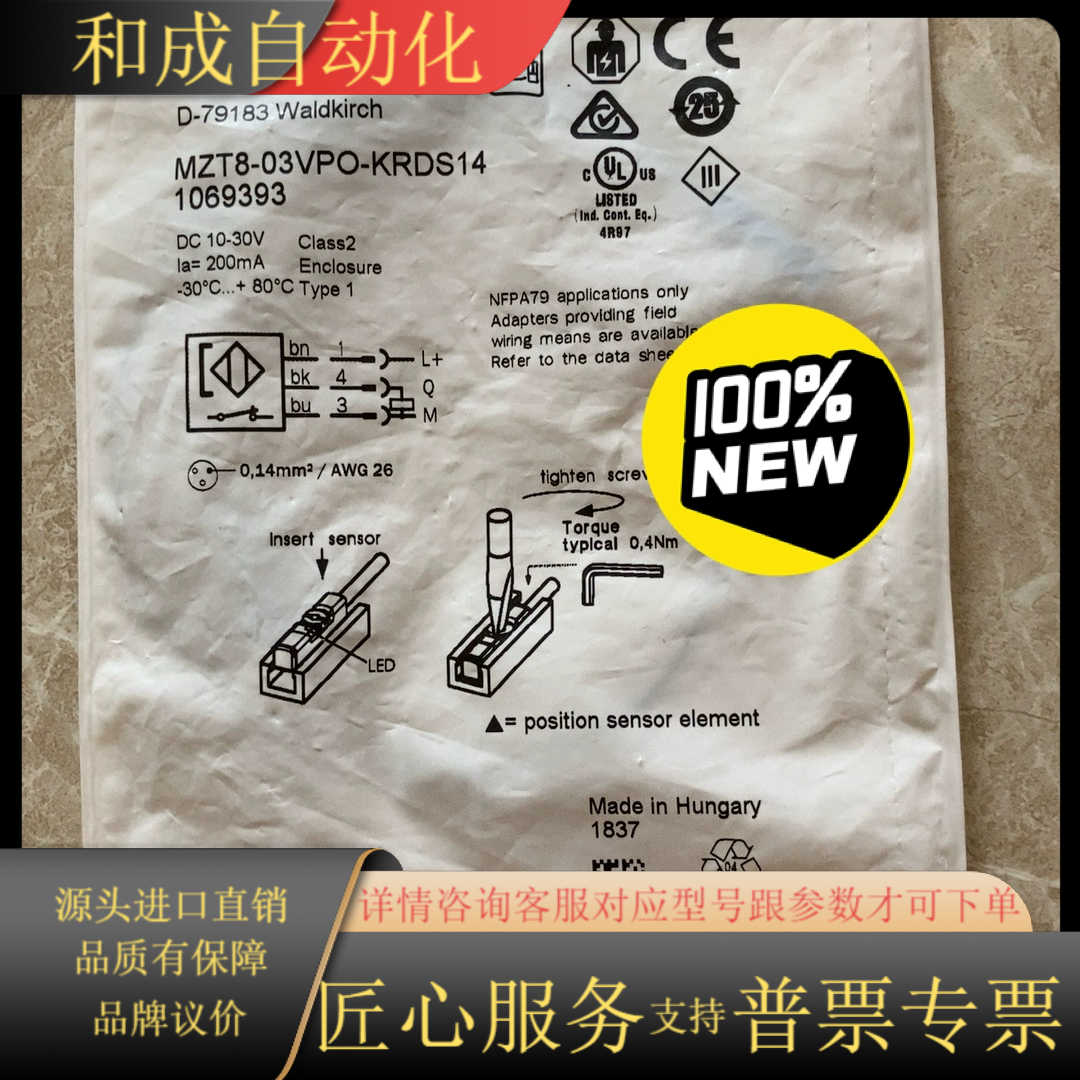 和成自动化
CE
D-79183 Waldkirch
25
MZT8-03VPO-KRDS14
1069393
C UL US
LISTED
(Ind. Cont. Eq.)
4R97
III
DC 10-30V
Class2
Ia= 200mA
Enclosure
-30°C...+ 80°C
Type 1
NFPA79 applications only
Adapters providing field
wiring means are available
Refer to the data
bn 1 L+
bk 4 Q
bu 3 M
100%
NEW
0,14mm² / AWG 26
tighten
Torque
typical 0,4Nm
Insert sensor
LED
▲= position sensor element
Made in Hungary
1837
04
源头进口直销
品质有保障
品牌议价
详情咨询客服对应型号跟参数才可下单
匠心服务支持普票专票